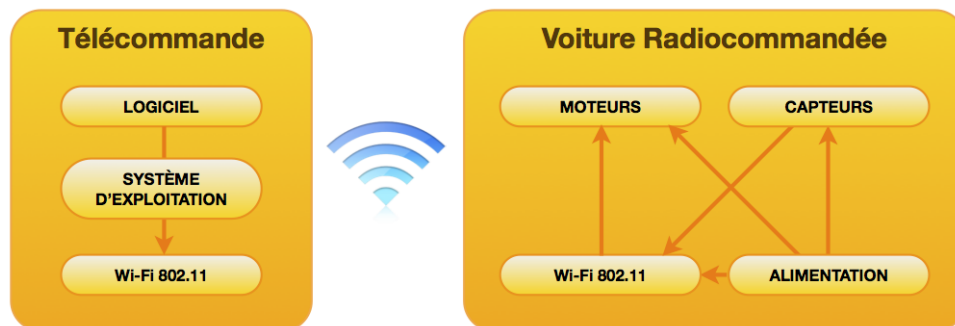 Télécommande
LOGICIEL
SYSTÈME
D'EXPLOITATION
Wi-Fi 802.11
Voiture Radiocommandée
MOTEURS
CAPTEURS
Wi-Fi 802.11
ALIMENTATION